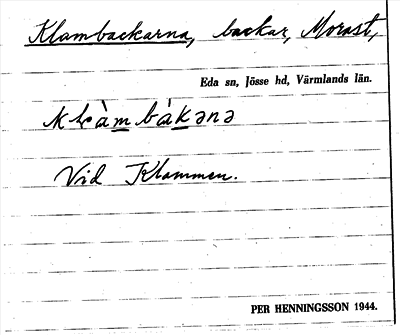 Klambackarna, backar, Morast,
Eda sn, Jösse hd, Värmlands län.
Vid Klammen.
PER HENNINGSSON 1944.